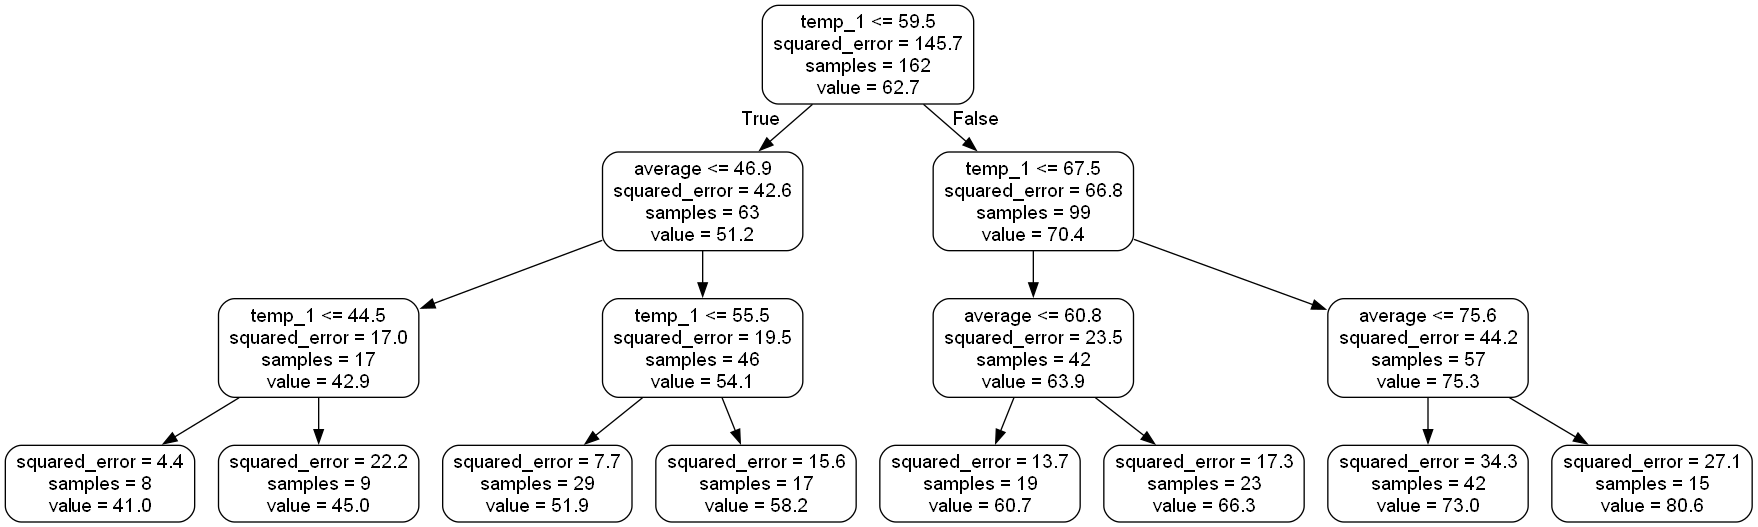 temp_1 <= 59.5
squared_error = 145.7
samples = 162
value = 62.7
True
False
average <= 46.9
squared_error = 42.6
samples = 63
value = 51.2
temp_1 <= 67.5
squared_error = 66.8
samples = 99
value = 70.4
temp_1 <= 44.5
squared_error = 17.0
samples = 17
value = 42.9
temp_1 <= 55.5
squared_error = 19.5
samples = 46
value = 54.1
average <= 60.8
squared_error = 23.5
samples = 42
value = 63.9
average <= 75.6
squared_error = 44.2
samples = 57
value = 75.3
squared_error = 4.4
samples = 8
value = 41.0
squared_error = 22.2
samples = 9
value = 45.0
squared_error = 7.7
samples = 29
value = 51.9
squared_error = 15.6
samples = 17
value = 58.2
squared_error = 13.7
samples = 19
value = 60.7
squared_error = 17.3
samples = 23
value = 66.3
squared_error = 34.3
samples = 42
value = 73.0
squared_error = 27.1
samples = 15
value = 80.6